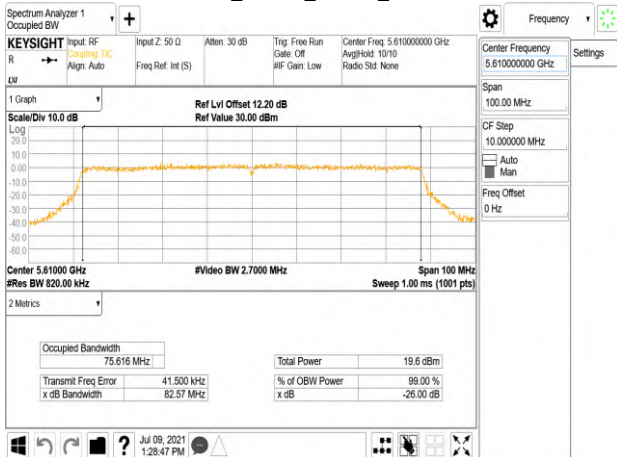 Spectrum Analyzer 1
Occupied BW
Frequency
KEYSIGHT Input: RF
Coupling: DC
Align: Auto
Input Z: 50 Ω
Freq Ref: Int (S)
Atten: 30 dB
Trig: Free Run
Gate: Off
#IF Gain: Low
Center Freq: 5.610000000 GHz
Avg|Hold: 10/10
Radio Std: None
R
LXI
Center Frequency
5.610000000 GHz
Settings
Span
100.00 MHz
CF Step
10.000000 MHz
Auto
Man
Freq Offset
0 Hz
1 Graph
Scale/Div 10.0 dB
Ref Lvl Offset 12.20 dB
Ref Value 30.00 dBm
Log
20.0
10.0
0.00
-10.0
-20.0
-30.0
-40.0
-50.0
-60.0
Center 5.61000 GHz
#Res BW 820.00 kHz
#Video BW 2.7000 MHz
Span 100 MHz
Sweep 1.00 ms (1001 pts)
2 Metrics
Occupied Bandwidth
75.616 MHz
Total Power 19.6 dBm
Transmit Freq Error 41.500 kHz
% of OBW Power 99.00 %
x dB Bandwidth 82.57 MHz
x dB -26.00 dB
?
Jul 09, 2021
1:28:47 PM